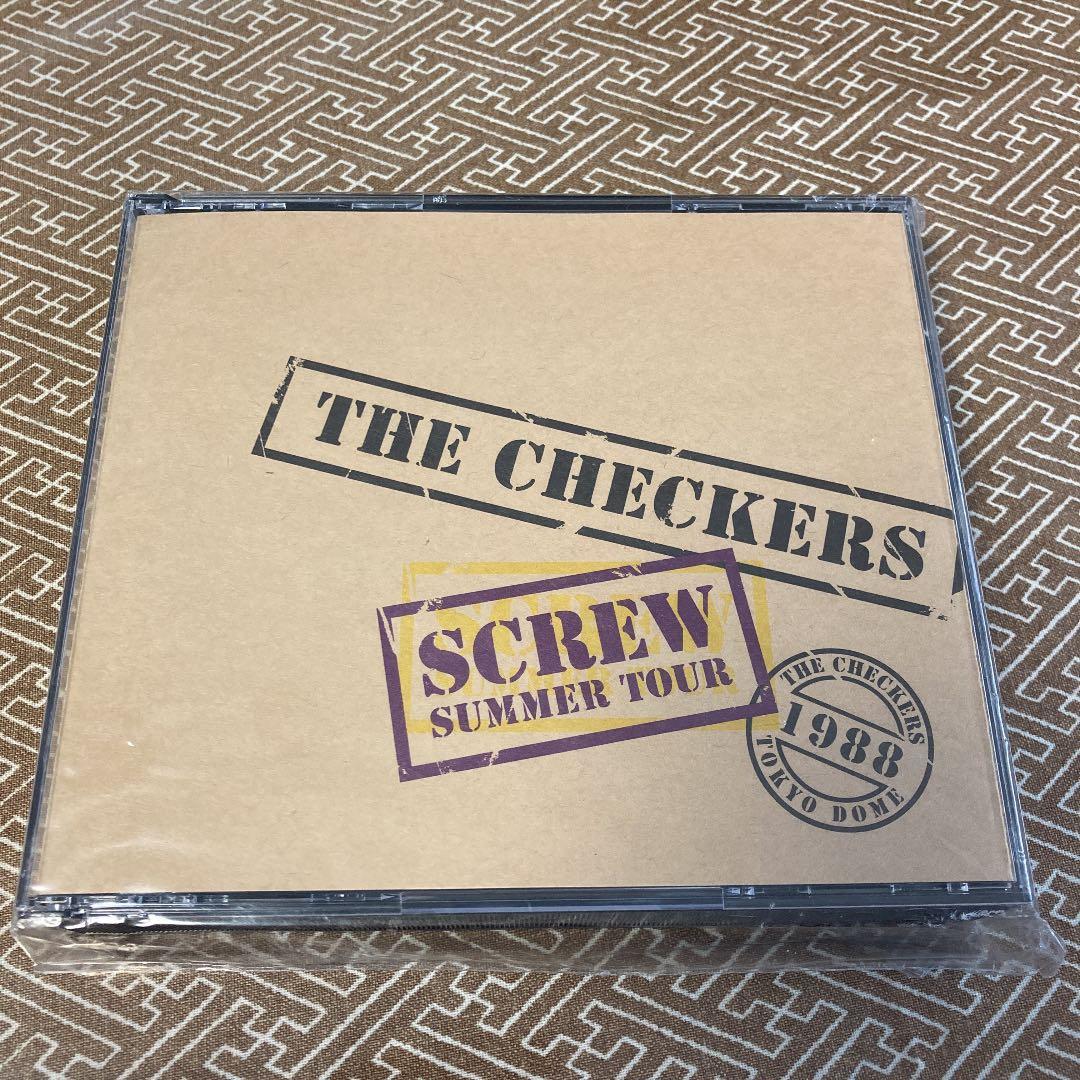 THE CHECKERS
SCREW
SUMMER TOUR
THE CHECKERS
1988
TOKYO DOME